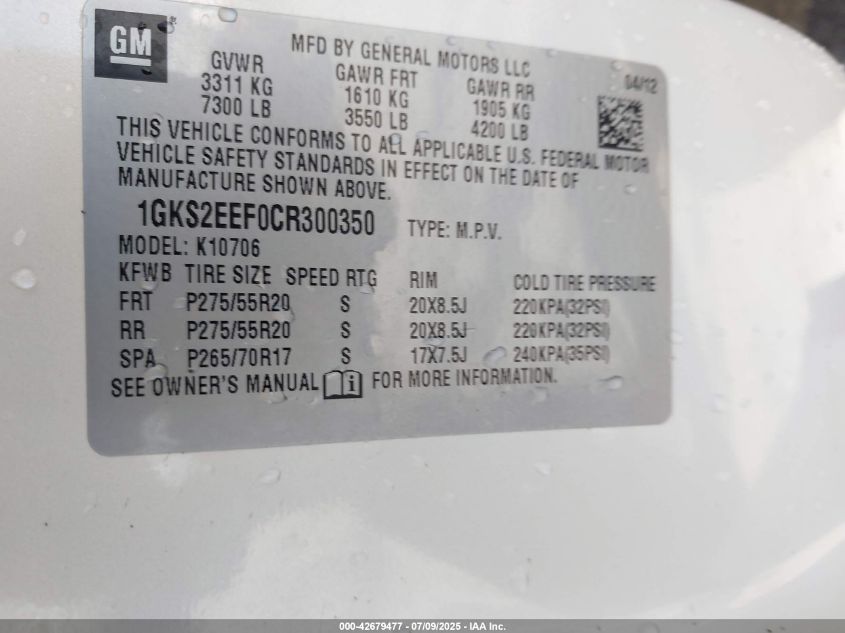 GM
MFD BY GENERAL MOTORS LLC
04/12
GVWR GAWR FRT GAWR RR
3311 KG 1610 KG 1905 KG
7300 LB 3550 LB 4200 LB
THIS VEHICLE CONFORMS TO ALL APPLICABLE U.S. FEDERAL MOTOR
VEHICLE SAFETY STANDARDS IN EFFECT ON THE DATE OF
MANUFACTURE SHOWN ABOVE.
1GKS2EEF0CR300350 TYPE: M.P.V.
MODEL: K10706
KFWB TIRE SIZE SPEED RTG RIM COLD TIRE PRESSURE
FRT P275/55R20 S 20X8.5J 220KPA(32PSI)
RR P275/55R20 S 20X8.5J 220KPA(32PSI)
SPA P265/70R17 S 17X7.5J 240KPA(35PSI)
SEE OWNER'S MANUAL FOR MORE INFORMATION.
000-42679477 - 07/09/2025 - IAA Inc.